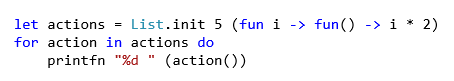 let actions = List.init 5 (fun i -> fun() -> i * 2)
for action in actions do
    printfn "%d " (action())